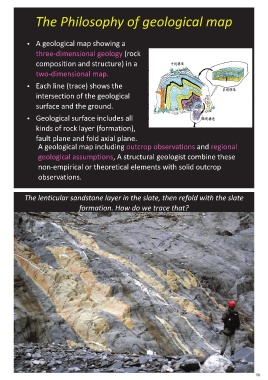 The Philosophy of geological map
• A geological map showing a
three-dimensional geology (rock
composition and structure) in a
two-dimensional map.
• Each line (trace) shows the
intersection of the geological
surface and the ground.
• Geological surface includes all
kinds of rock layer (formation),
fault plane and fold axial plane.
A geological map including outcrop observations and regional
geological assumptions, A structural geologist combine these
non-empirical or theoretical elements with solid outcrop
observations.
The lenticular sandstone layer in the slate, then refold with the slate
formation. How do we trace that?